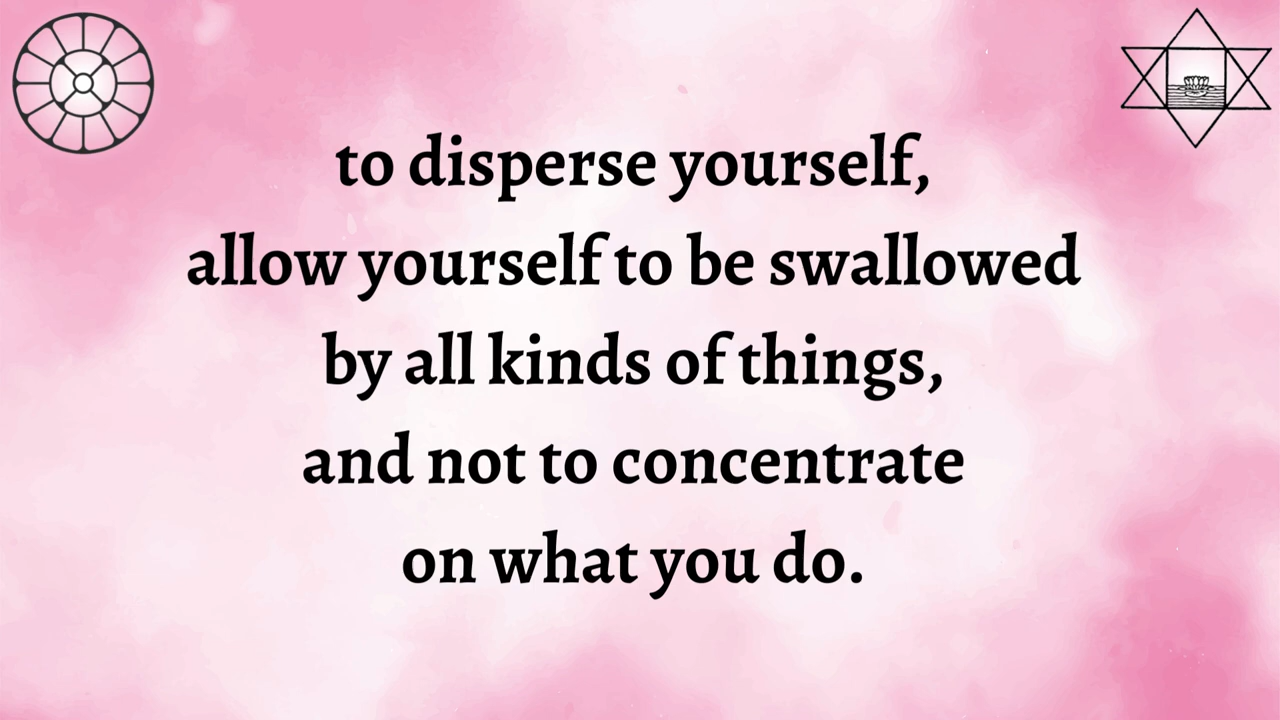 to disperse yourself,
allow yourself to be swallowed
by all kinds of things,
and not to concentrate
on what you do.